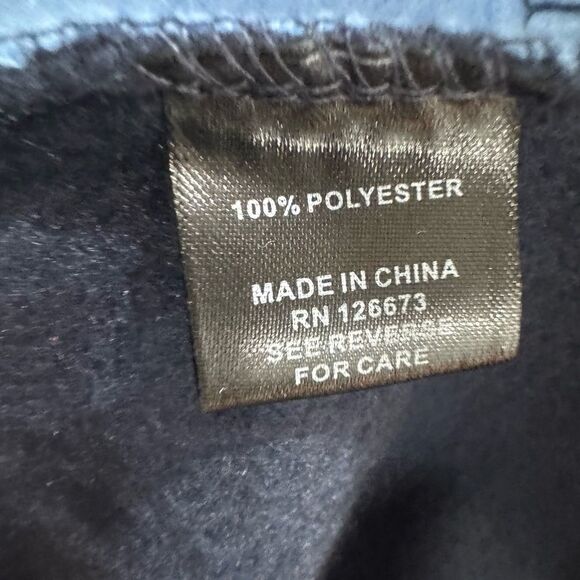 100% POLYESTER
MADE IN CHINA
RN 126673
SEE REVERSE
FOR CARE